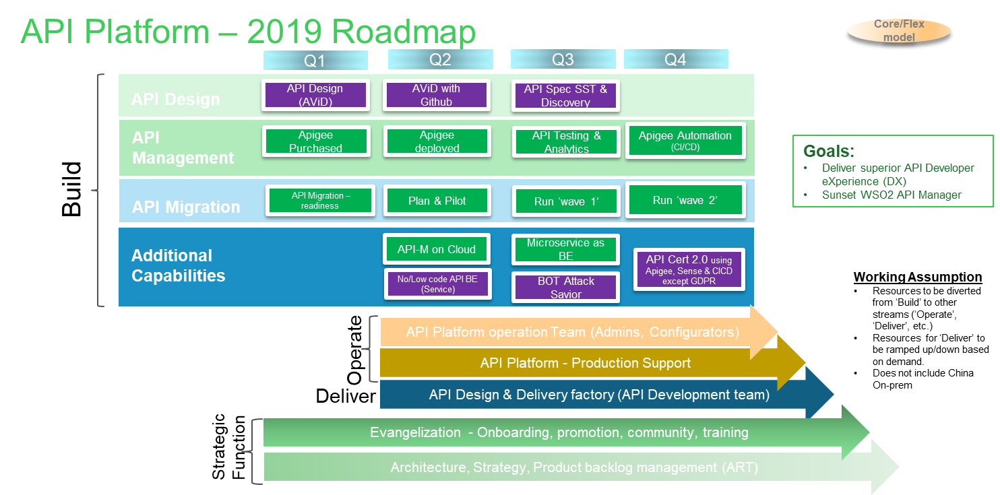 API Platform – 2019 Roadmap
Core/Flex
model
Q1
Q2
Q3
Q4
Build
API Design
API Design
(AViD)
AViD with
Github
API Spec SST &
Discovery
API
Management
Apigee
Purchased
Apigee
deployed
API Testing &
Analytics
Apigee Automation
(CI/CD)
API Migration
API Migration –
readiness
Plan & Pilot
Run ‘wave 1’
Run ‘wave 2’
Additional
Capabilities
API-M on Cloud
No/Low code API BE
(Service)
Microservice as
BE
BOT Attack
Savior
API Cert 2.0 using
Apigee, Sense & CICD
except GDPR
Goals:
• Deliver superior API Developer
eXperience (DX)
• Sunset WSO2 API Manager
Working Assumption
• Resources to be diverted
from ‘Build’ to other
streams (‘Operate’,
‘Deliver’, etc.)
• Resources for ‘Deliver’ to
be ramped up/down based
on demand.
• Does not include China
On-prem
Operate
API Platform operation Team (Admins, Configurators)
API Platform - Production Support
Deliver
API Design & Delivery factory (API Development team)
Strategic
Function
Evangelization - Onboarding, promotion, community, training
Architecture, Strategy, Product backlog management (ART)